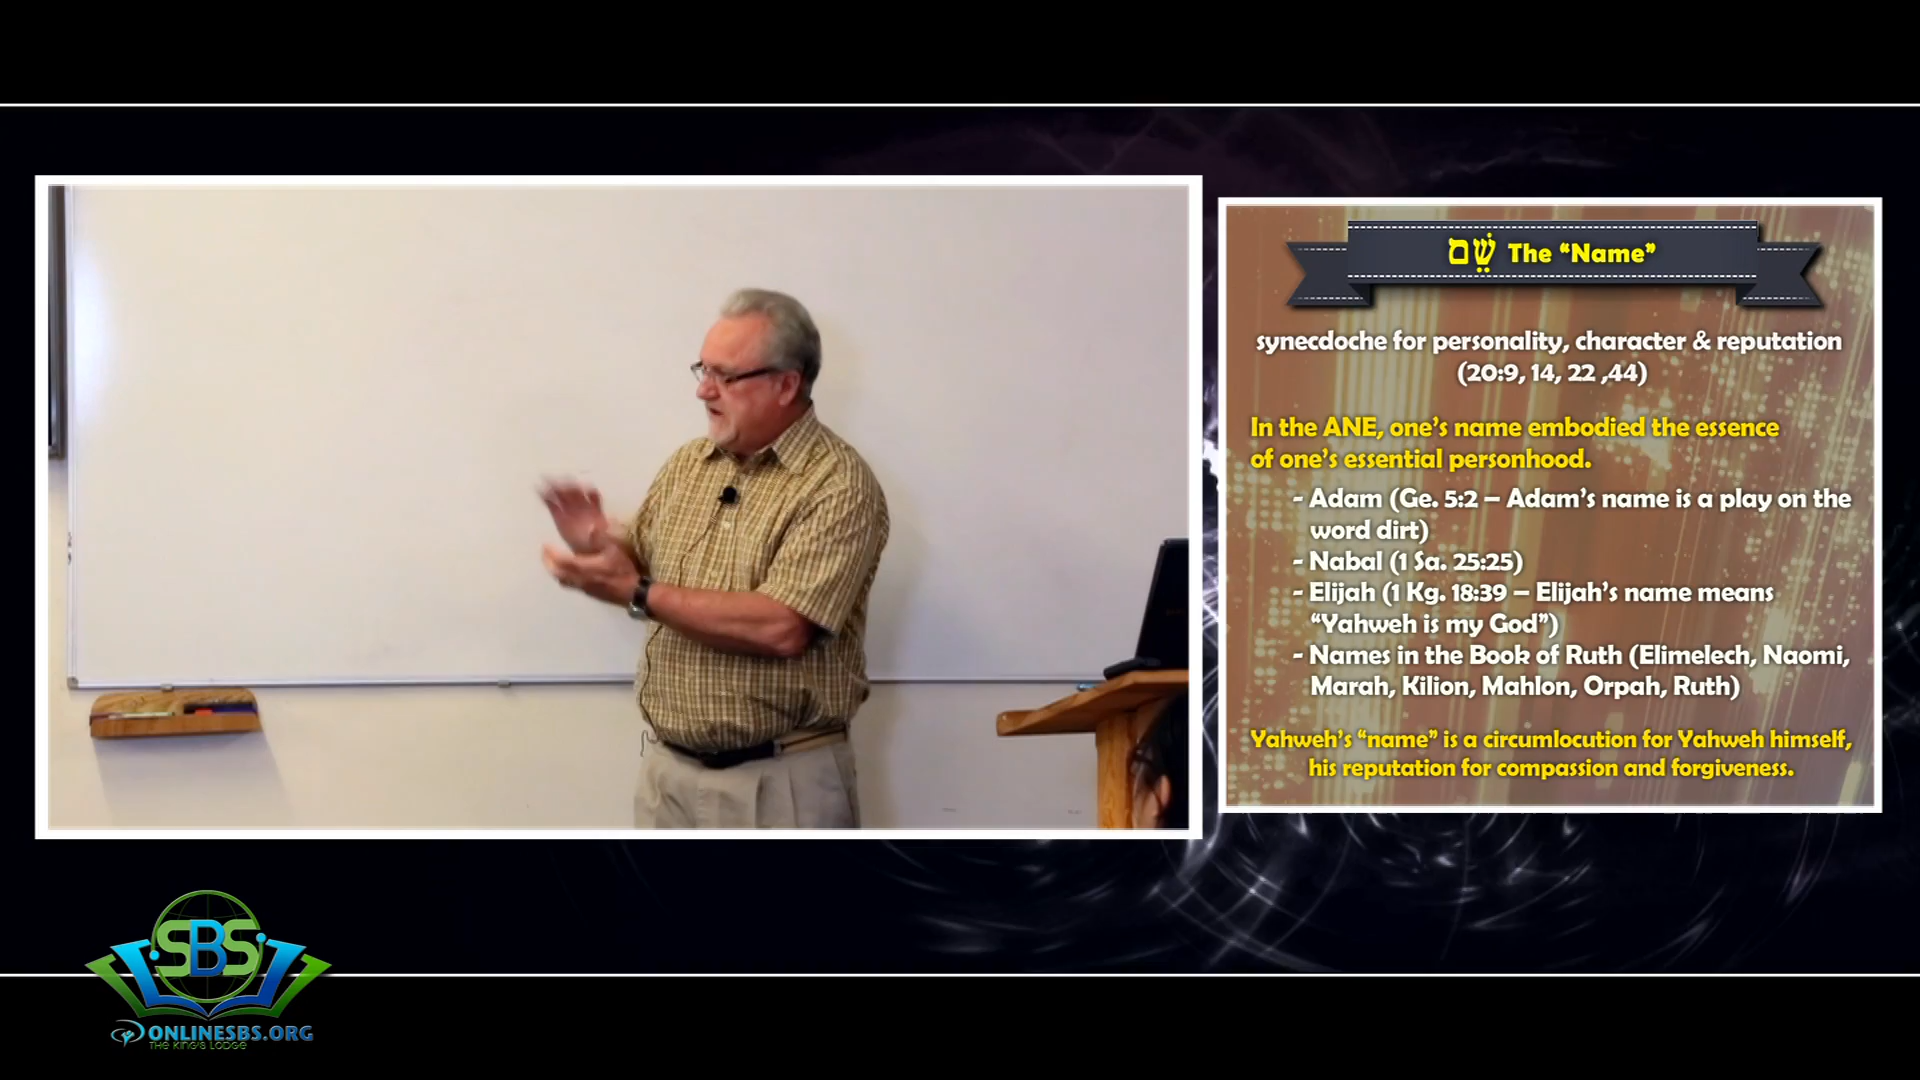 שֵׁם The “Name”
synecdoche for personality, character & reputation
(20:9, 14, 22 ,44)
In the ANE, one’s name embodied the essence
of one’s essential personhood.
- Adam (Ge. 5:2 – Adam’s name is a play on the
word dirt)
- Nabal (1 Sa. 25:25)
- Elijah (1 Kg. 18:39 – Elijah’s name means
“Yahweh is my God”)
- Names in the Book of Ruth (Elimelech, Naomi,
Marah, Kilion, Mahlon, Orpah, Ruth)
Yahweh’s “name” is a circumlocution for Yahweh himself,
his reputation for compassion and forgiveness.
SBS
ONLINESBS.ORG
THE KING'S LODGE